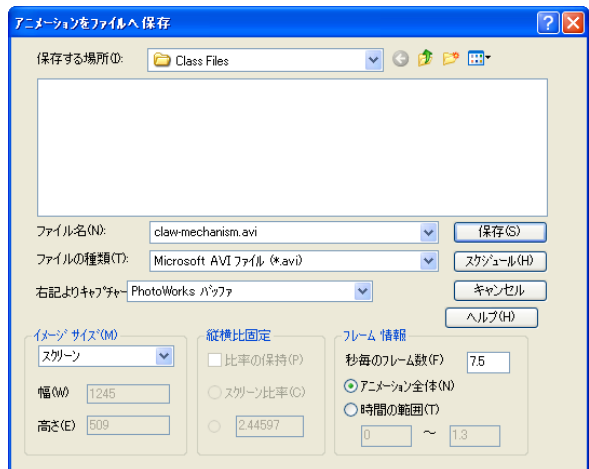 アニメーションをファイルへ保存
保存する場所(I):
Class Files
ファイル名(N):
claw-mechanism.avi
保存(S)
ファイルの種類(T):
Microsoft AVI ファイル (*.avi)
スケジュール(H)
右記よりキャプチャー
PhotoWorks バッファ
キャンセル
ヘルプ(H)
イメージ サイズ(M)
スクリーン
幅(W)
1245
高さ(E)
509
縦横比固定
比率の保持(P)
スクリーン比率(C)
2.44597
フレーム 情報
秒毎のフレーム数(F)
7.5
アニメーション全体(N)
時間の範囲(T)
0 ~ 1.3